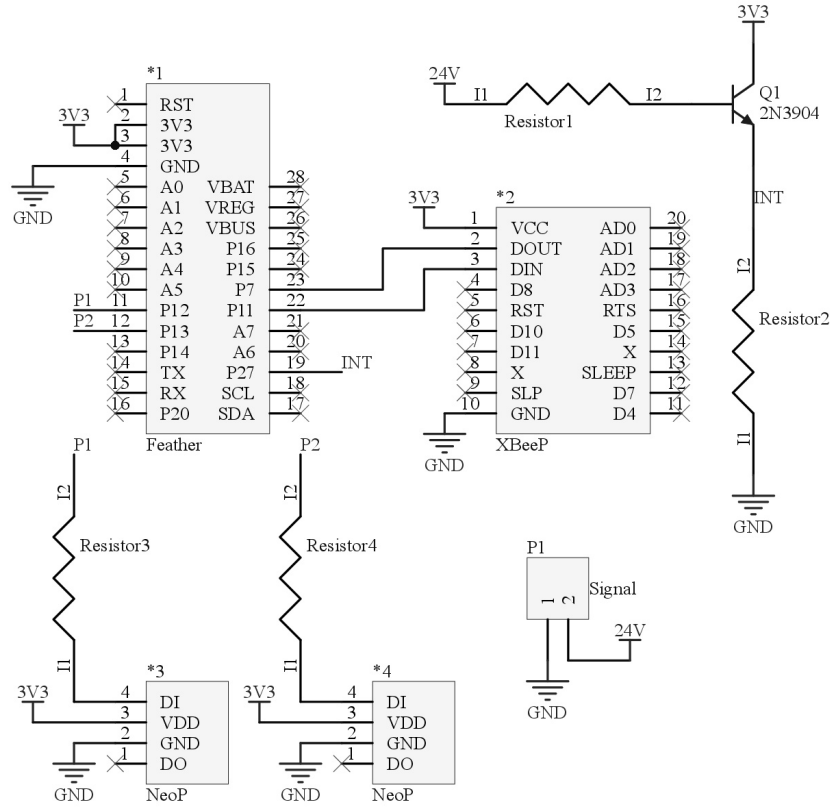 3V3
24V
I1
I2
Resistor1
Q1
2N3904
INT
I2
Resistor2
I1
GND
*1
1 RST
2 3V3
3V3
3 3V3
4 GND
GND
5 A0 VBAT 28
6 A1 VREG 27
7 A2 VBUS 26
8 A3 P16 25
9 A4 P15 24
10 A5 P7 23
P1 11 P12 P11 22
P2 12 P13 A7 21
13 P14 A6 20
14 TX P27 19 INT
15 RX SCL 18
16 P20 SDA 17
Feather
*2
3V3
1 VCC AD0 20
2 DOUT AD1 19
3 DIN AD2 18
4 D8 AD3 17
5 RST RTS 16
6 D10 D5 15
7 D11 X 14
8 X SLEEP 13
9 SLP D7 12
10 GND D4 11
GND
XBeeP
P1
I2
Resistor3
I1
*3
4 DI
3V3
3 VDD
2 GND
1 DO
GND
NeoP
P2
I2
Resistor4
I1
*4
4 DI
3V3
3 VDD
2 GND
1 DO
GND
NeoP
P1
Signal
1 2
24V
GND